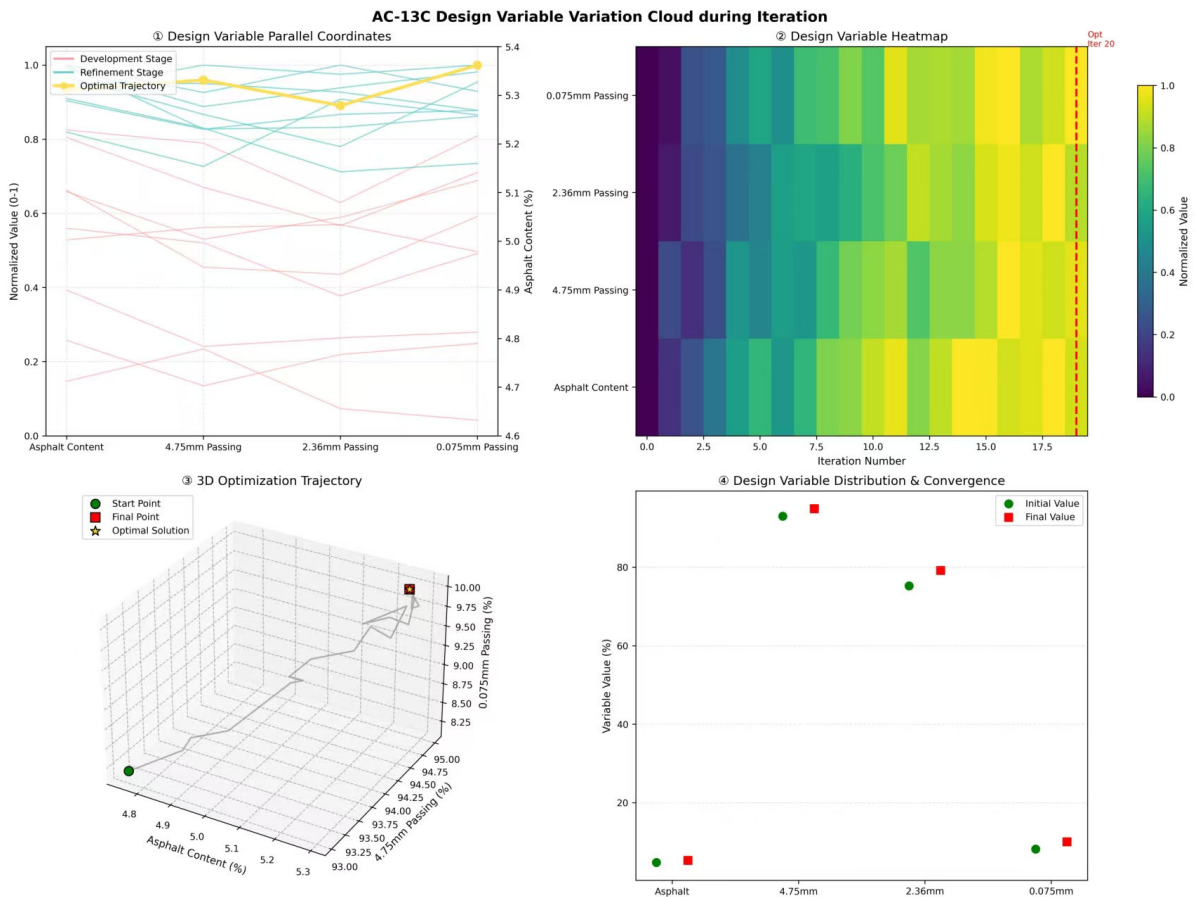 AC-13C Design Variable Variation Cloud during Iteration
① Design Variable Parallel Coordinates
Development Stage
Refinement Stage
Optimal Trajectory
Normalized Value (0-1)
1.0
0.8
0.6
0.4
0.2
0.0
5.4
5.3
5.2
5.1
5.0
4.9
4.8
4.7
4.6
Asphalt Content (%)
Asphalt Content
4.75mm Passing
2.36mm Passing
0.075mm Passing
② Design Variable Heatmap
Opt
Iter 20
0.075mm Passing
2.36mm Passing
4.75mm Passing
Asphalt Content
0.0 2.5 5.0 7.5 10.0 12.5 15.0 17.5
Iteration Number
1.0
0.8
0.6
0.4
0.2
0.0
Normalized Value
③ 3D Optimization Trajectory
Start Point
Final Point
Optimal Solution
10.00
9.75
9.50
9.25
9.00
8.75
8.50
8.25
0.075mm Passing (%)
95.00
94.75
94.50
94.25
94.00
93.75
93.50
93.25
93.00
4.75mm Passing (%)
4.8
4.9
5.0
5.1
5.2
5.3
Asphalt Content (%)
④ Design Variable Distribution & Convergence
Initial Value
Final Value
Variable Value (%)
80
60
40
20
Asphalt
4.75mm
2.36mm
0.075mm